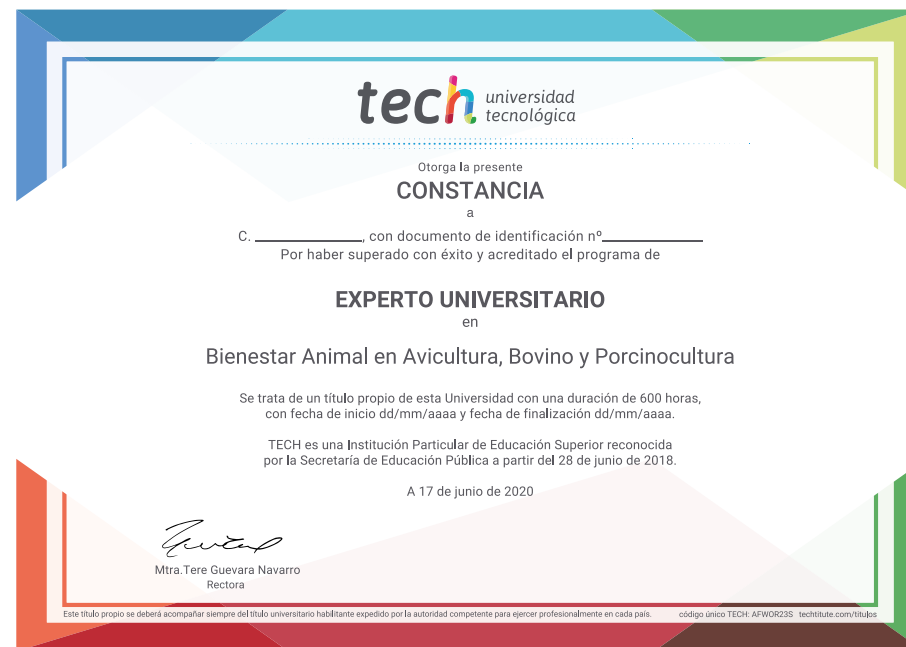 tech universidad
tecnológica
Otorga la presente
CONSTANCIA
a
C. ______________, con documento de identificación nº_____________
Por haber superado con éxito y acreditado el programa de
EXPERTO UNIVERSITARIO
en
Bienestar Animal en Avicultura, Bovino y Porcinocultura
Se trata de un título propio de esta Universidad con una duración de 600 horas,
con fecha de inicio dd/mm/aaaa y fecha de finalización dd/mm/aaaa.
TECH es una Institución Particular de Educación Superior reconocida
por la Secretaría de Educación Pública a partir del 28 de junio de 2018.
A 17 de junio de 2020
Mtra.Tere Guevara Navarro
Rectora
Este título propio se deberá acompañar siempre del título universitario habilitante expedido por la autoridad competente para ejercer profesionalmente en cada país. código único TECH: AFWOR23S techtitute.com/títulos